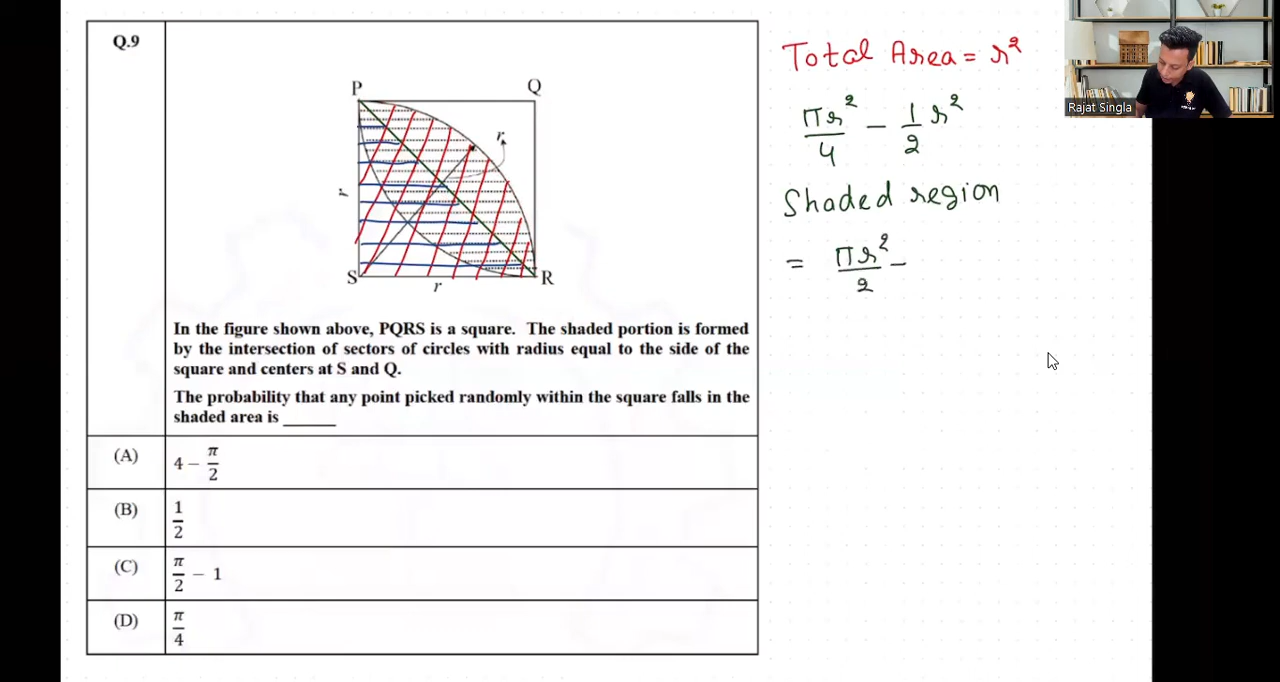 Q.9
P
Q
r
r
S
R
r
In the figure shown above, PQRS is a square. The shaded portion is formed
by the intersection of sectors of circles with radius equal to the side of the
square and centers at S and Q.
The probability that any point picked randomly within the square falls in the
shaded area is ______
(A) 4 − π/2
(B) 1/2
(C) π/2 − 1
(D) π/4
Total Area = r²
πr²/4 − 1/2 r²
Shaded region
= πr²/2 −
Rajat Singla